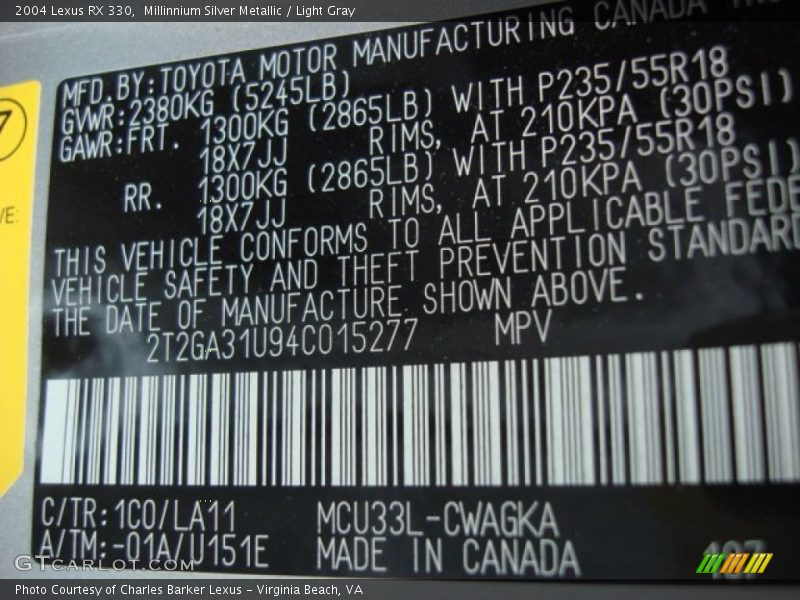 2004 Lexus RX 330,  Millinnium Silver Metallic / Light Gray
MFD.BY:TOYOTA MOTOR MANUFACTURING CANADA
GVWR:2380KG (5245LB)
GAWR:FRT. 1300KG (2865LB) WITH P235/55R18
18X7JJ RIMS, AT 210KPA (30PSI)
RR. 1300KG (2865LB) WITH P235/55R18
18X7JJ RIMS, AT 210KPA (30PSI)
THIS VEHICLE CONFORMS TO ALL APPLICABLE FEDE
VEHICLE SAFETY AND THEFT PREVENTION STANDARD
THE DATE OF MANUFACTURE SHOWN ABOVE.
2T2GA31U94C015277 MPV
C/TR:1C0/LA11 MCU33L-CWAGKA
A/TM:-01A/U151E MADE IN CANADA
107
7
VE:
GTCARLOT.COM
Photo Courtesy of Charles Barker Lexus - Virginia Beach, VA